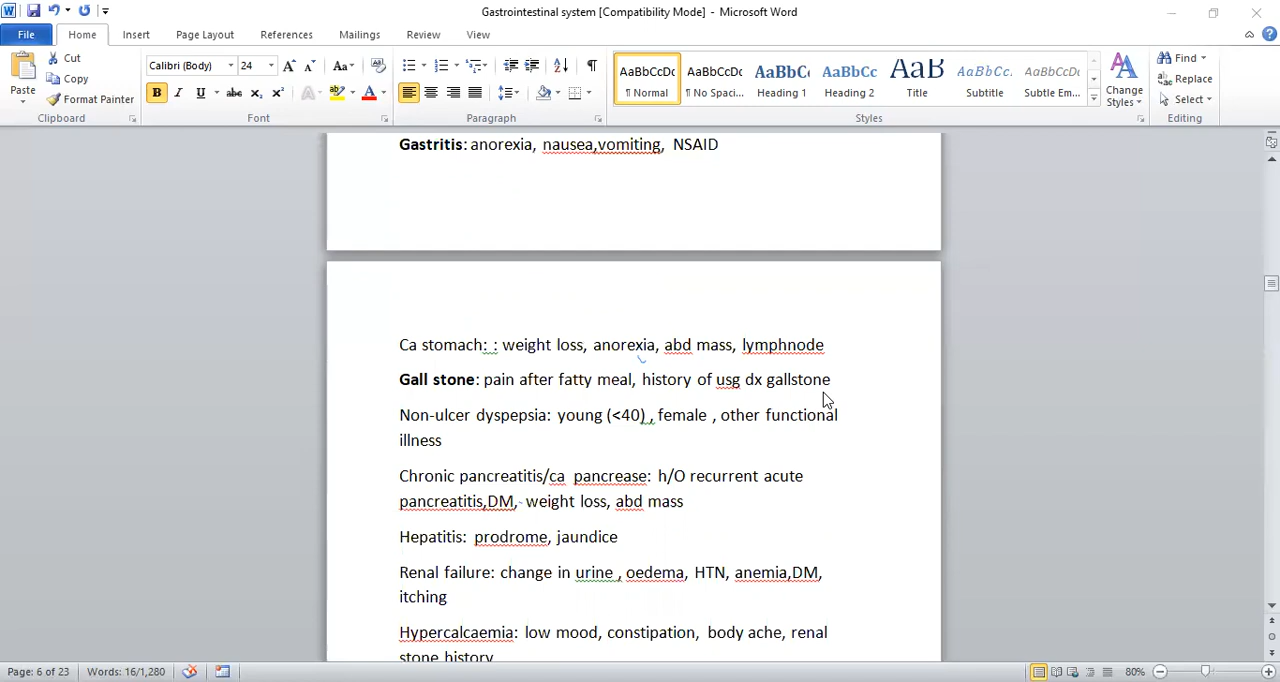 Gastrointestinal system [Compatibility Mode] - Microsoft Word
File Home Insert Page Layout References Mailings Review View
Paste
Cut
Copy
Format Painter
Clipboard
Calibri (Body) 24
Font
Paragraph
AaBbCcDc AaBbCcDc AaBbCc AaBbCc AaB AaBbCc. AaBbCcDc
¶ Normal ¶ No Spaci... Heading 1 Heading 2 Title Subtitle Subtle Em...
Styles
Change Styles
Find
Replace
Select
Editing
Gastritis: anorexia, nausea,vomiting, NSAID
Ca stomach: : weight loss, anorexia, abd mass, lymphnode
Gall stone: pain after fatty meal, history of usg dx gallstone
Non-ulcer dyspepsia: young (<40) , female , other functional
illness
Chronic pancreatitis/ca pancrease: h/O recurrent acute
pancreatitis,DM, weight loss, abd mass
Hepatitis: prodrome, jaundice
Renal failure: change in urine , oedema, HTN, anemia,DM,
itching
Hypercalcaemia: low mood, constipation, body ache, renal
stone history
Page: 6 of 23 Words: 16/1,280 80%